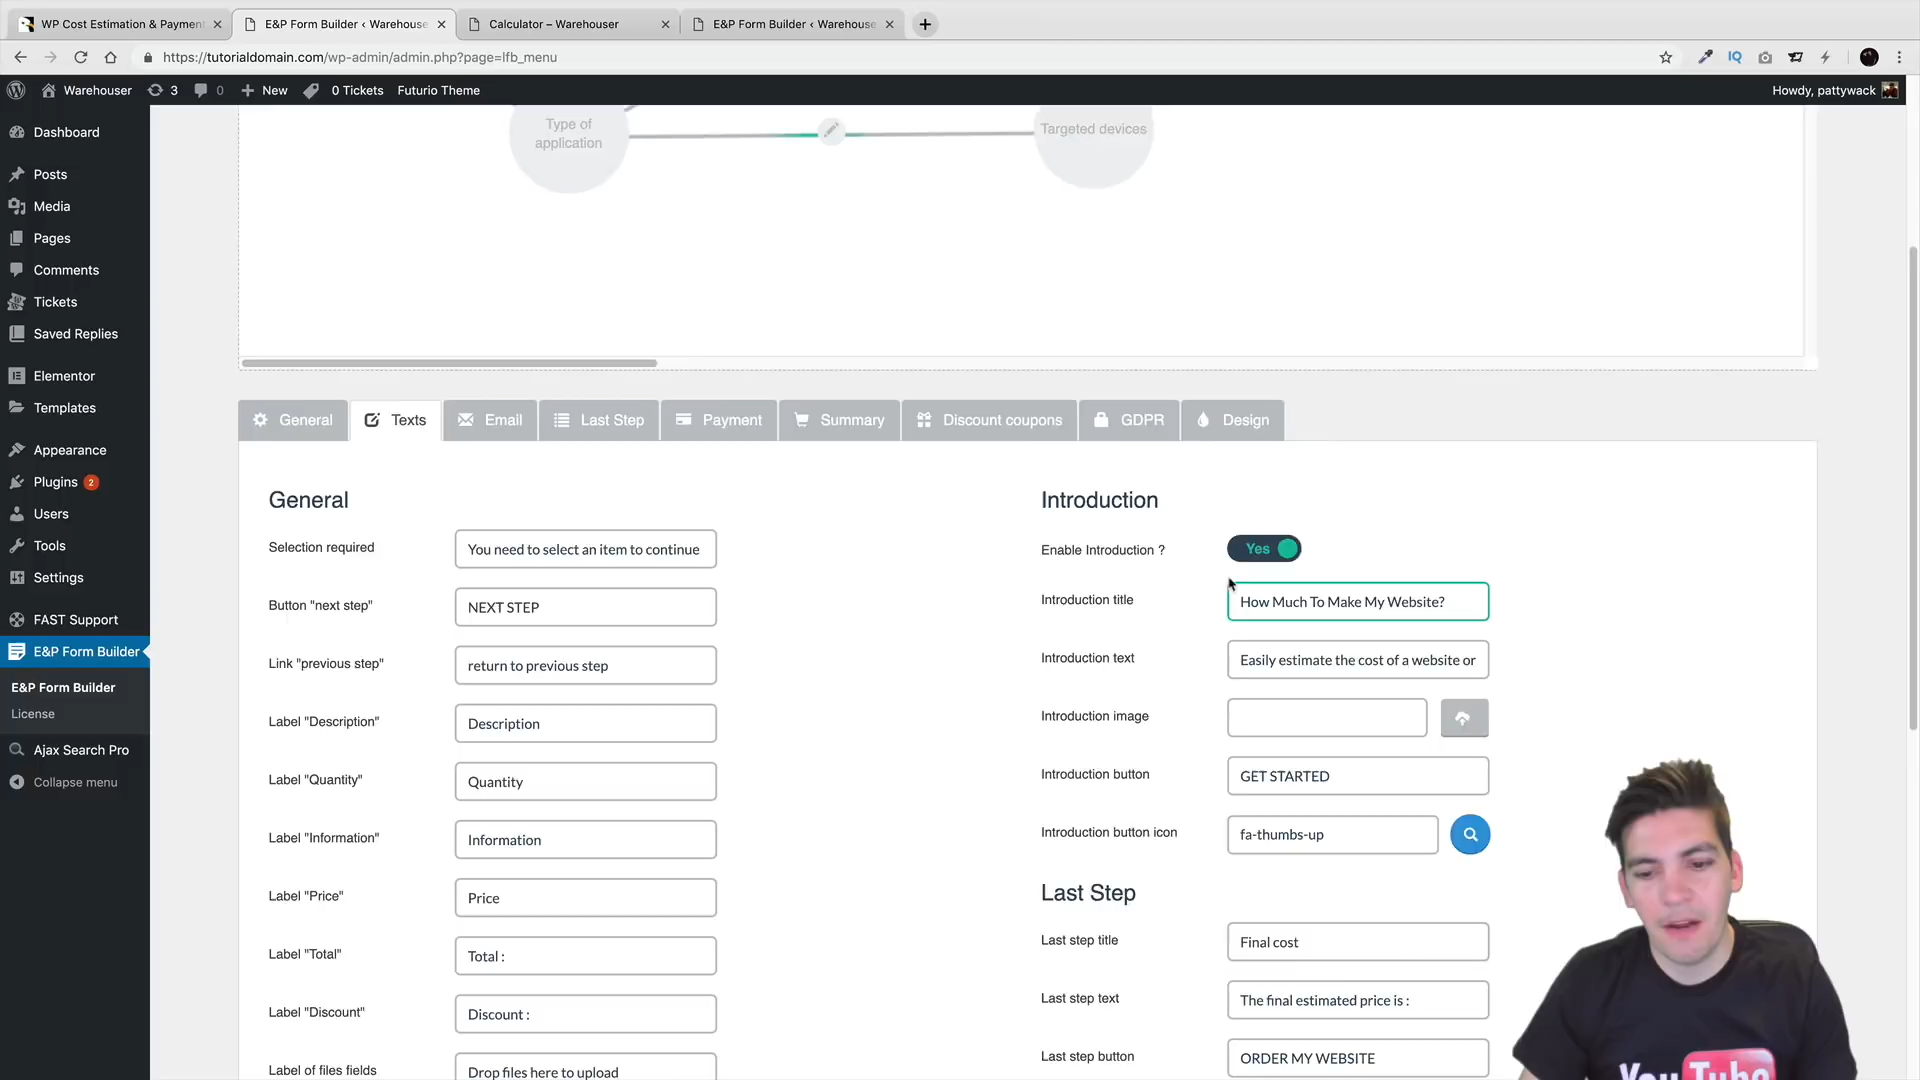 WP Cost Estimation & Payment
E&P Form Builder ‹ Warehouse
Calculator – Warehouser
E&P Form Builder ‹ Warehouse
https://tutorialdomain.com/wp-admin/admin.php?page=lfb_menu
Warehouser
3
0
New
0 Tickets
Futurio Theme
Howdy, pattywack
Dashboard
Posts
Media
Pages
Comments
Tickets
Saved Replies
Elementor
Templates
Appearance
Plugins 2
Users
Tools
Settings
FAST Support
E&P Form Builder
E&P Form Builder
License
Ajax Search Pro
Collapse menu
Type of
application
Targeted devices
General
Texts
Email
Last Step
Payment
Summary
Discount coupons
GDPR
Design
General
Selection required
You need to select an item to continue
Button "next step"
NEXT STEP
Link "previous step"
return to previous step
Label "Description"
Description
Label "Quantity"
Quantity
Label "Information"
Information
Label "Price"
Price
Label "Total"
Total :
Label "Discount"
Discount :
Label of files fields
Drop files here to upload
Introduction
Enable Introduction ?
Yes
Introduction title
How Much To Make My Website?
Introduction text
Easily estimate the cost of a website or
Introduction image
Introduction button
GET STARTED
Introduction button icon
fa-thumbs-up
Last Step
Last step title
Final cost
Last step text
The final estimated price is :
Last step button
ORDER MY WEBSITE
You Tube